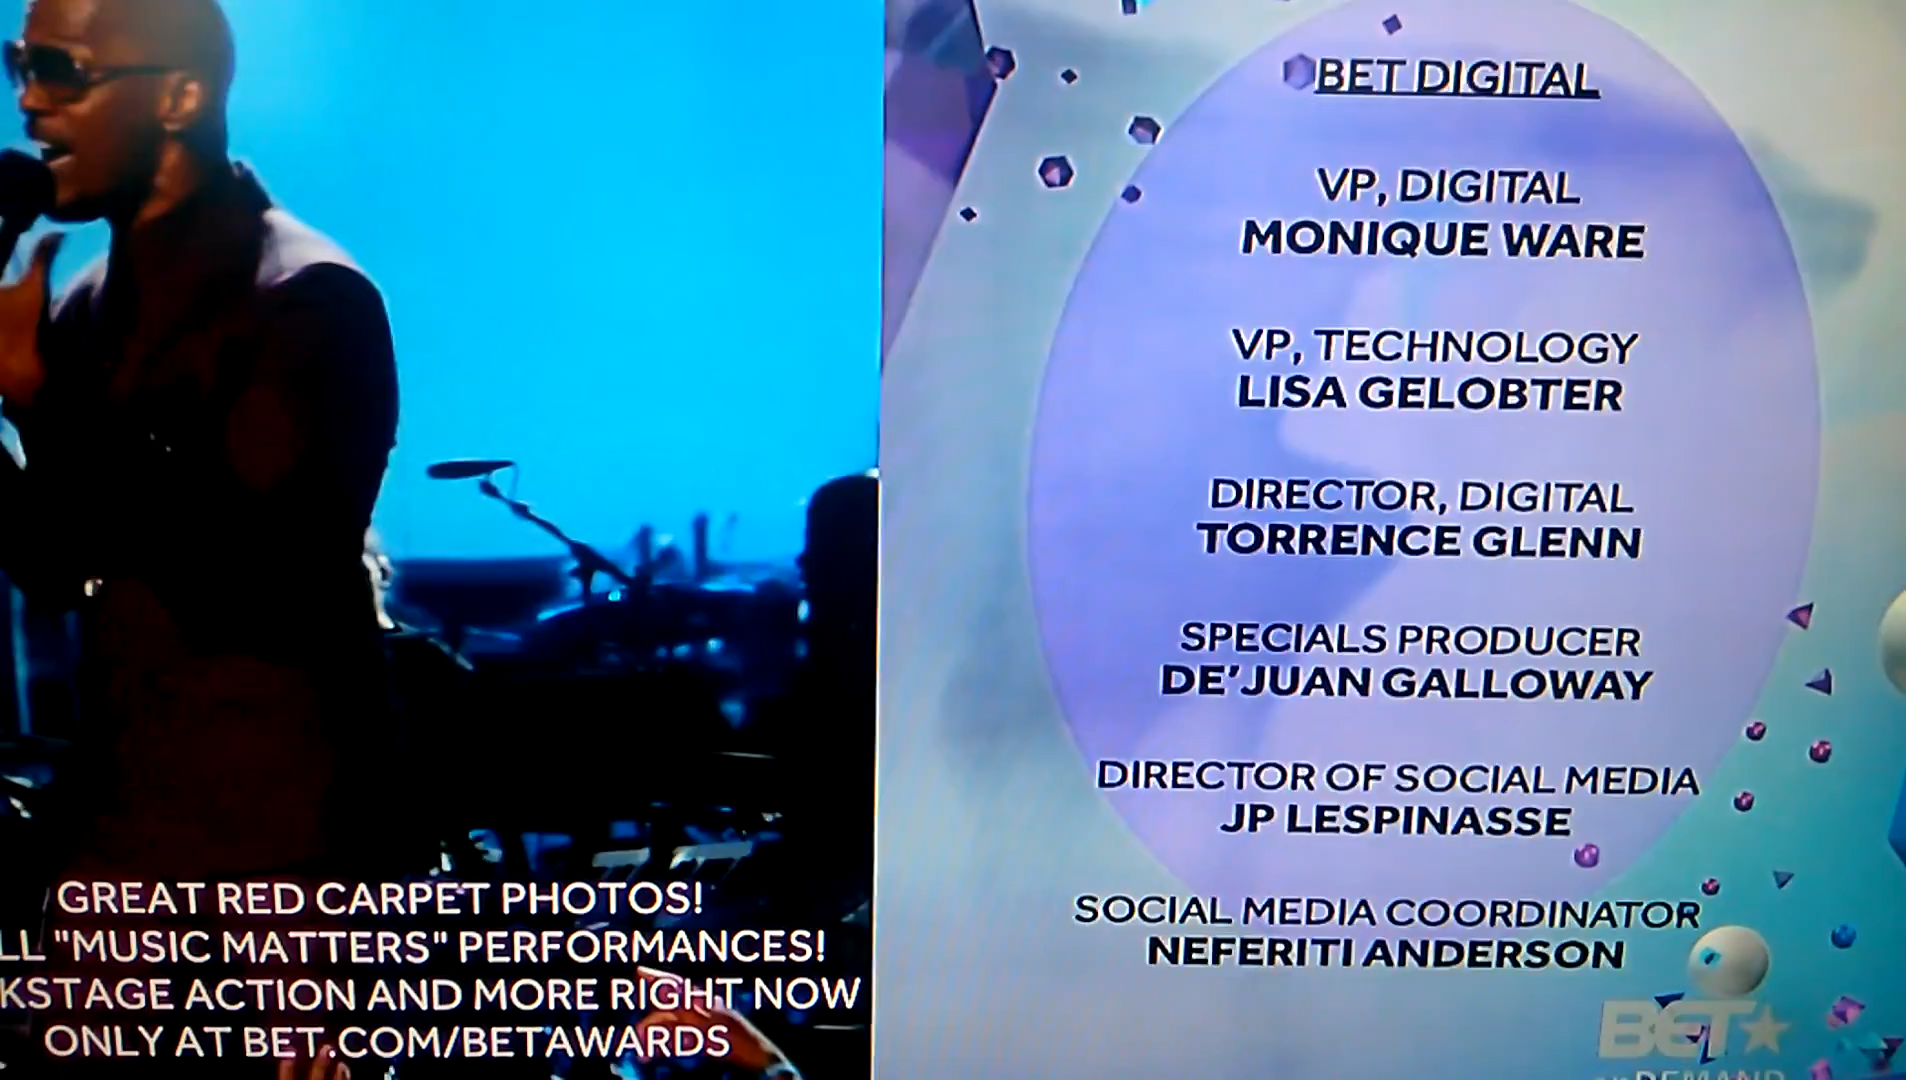 GREAT RED CARPET PHOTOS!
"MUSIC MATTERS" PERFORMANCES!
ACTION AND MORE RIGHT NOW
ONLY AT BET.COM/BETAWARDS
BET DIGITAL
VP, DIGITAL
MONIQUE WARE
VP, TECHNOLOGY
LISA GELOBTER
DIRECTOR, DIGITAL
TORRENCE GLENN
SPECIALS PRODUCER
DE'JUAN GALLOWAY
DIRECTOR OF SOCIAL MEDIA
JP LESPINASSE
SOCIAL MEDIA COORDINATOR
NEFERITI ANDERSON
BET